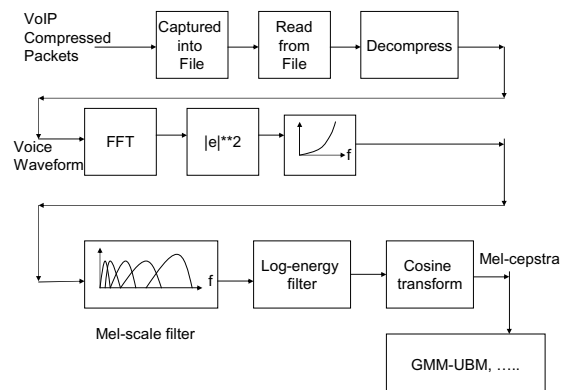 VoIP
Compressed
Packets
Captured
into
File
Read
from
File
Decompress
Voice
Waveform
FFT
|e|**2
f
f
Mel-scale filter
Log-energy
filter
Cosine
transform
Mel-cepstra
GMM-UBM, …..